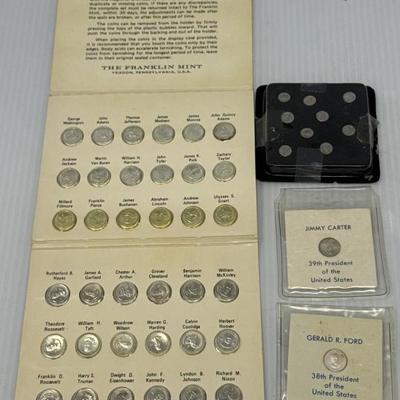 duplicate or missing coins. If there are discrepancies,
the complete set must be returned intact to The Franklin
Mint, within 30 days. No adjustments can be made after
the seals are broken, or after this period of time.
The coins can be removed from the holder by firmly
pressing the tops of the plastic bubbles inward. This will
push the coins through the backing and out of the holder.
When placing the coins in the display case provided, it
is recommended that you touch the coins only by their
edges. Body acids can accelerate tarnishing. To protect the
coins from tarnishing for the longest period of time, leave
them in their original sealed container.
THE FRANKLIN MINT
YEADON, PENNSYLVANIA, U.S.A.
George Washington
John Adams
Thomas Jefferson
James Madison
James Monroe
John Quincy Adams
Andrew Jackson
Martin Van Buren
William H. Harrison
John Tyler
James K. Polk
Zachary Taylor
Millard Fillmore
Franklin Pierce
James Buchanan
Abraham Lincoln
Andrew Johnson
Ulysses S. Grant
Rutherford B. Hayes
James A. Garfield
Chester A. Arthur
Grover Cleveland
Benjamin Harrison
William McKinley
Theodore Roosevelt
William H. Taft
Woodrow Wilson
Warren G. Harding
Calvin Coolidge
Herbert Hoover
Franklin D. Roosevelt
Harry S. Truman
Dwight D. Eisenhower
John F. Kennedy
Lyndon B. Johnson
Richard M. Nixon
JIMMY CARTER
39th President
of the
United States
GERALD R. FORD
38th President
of the
United States